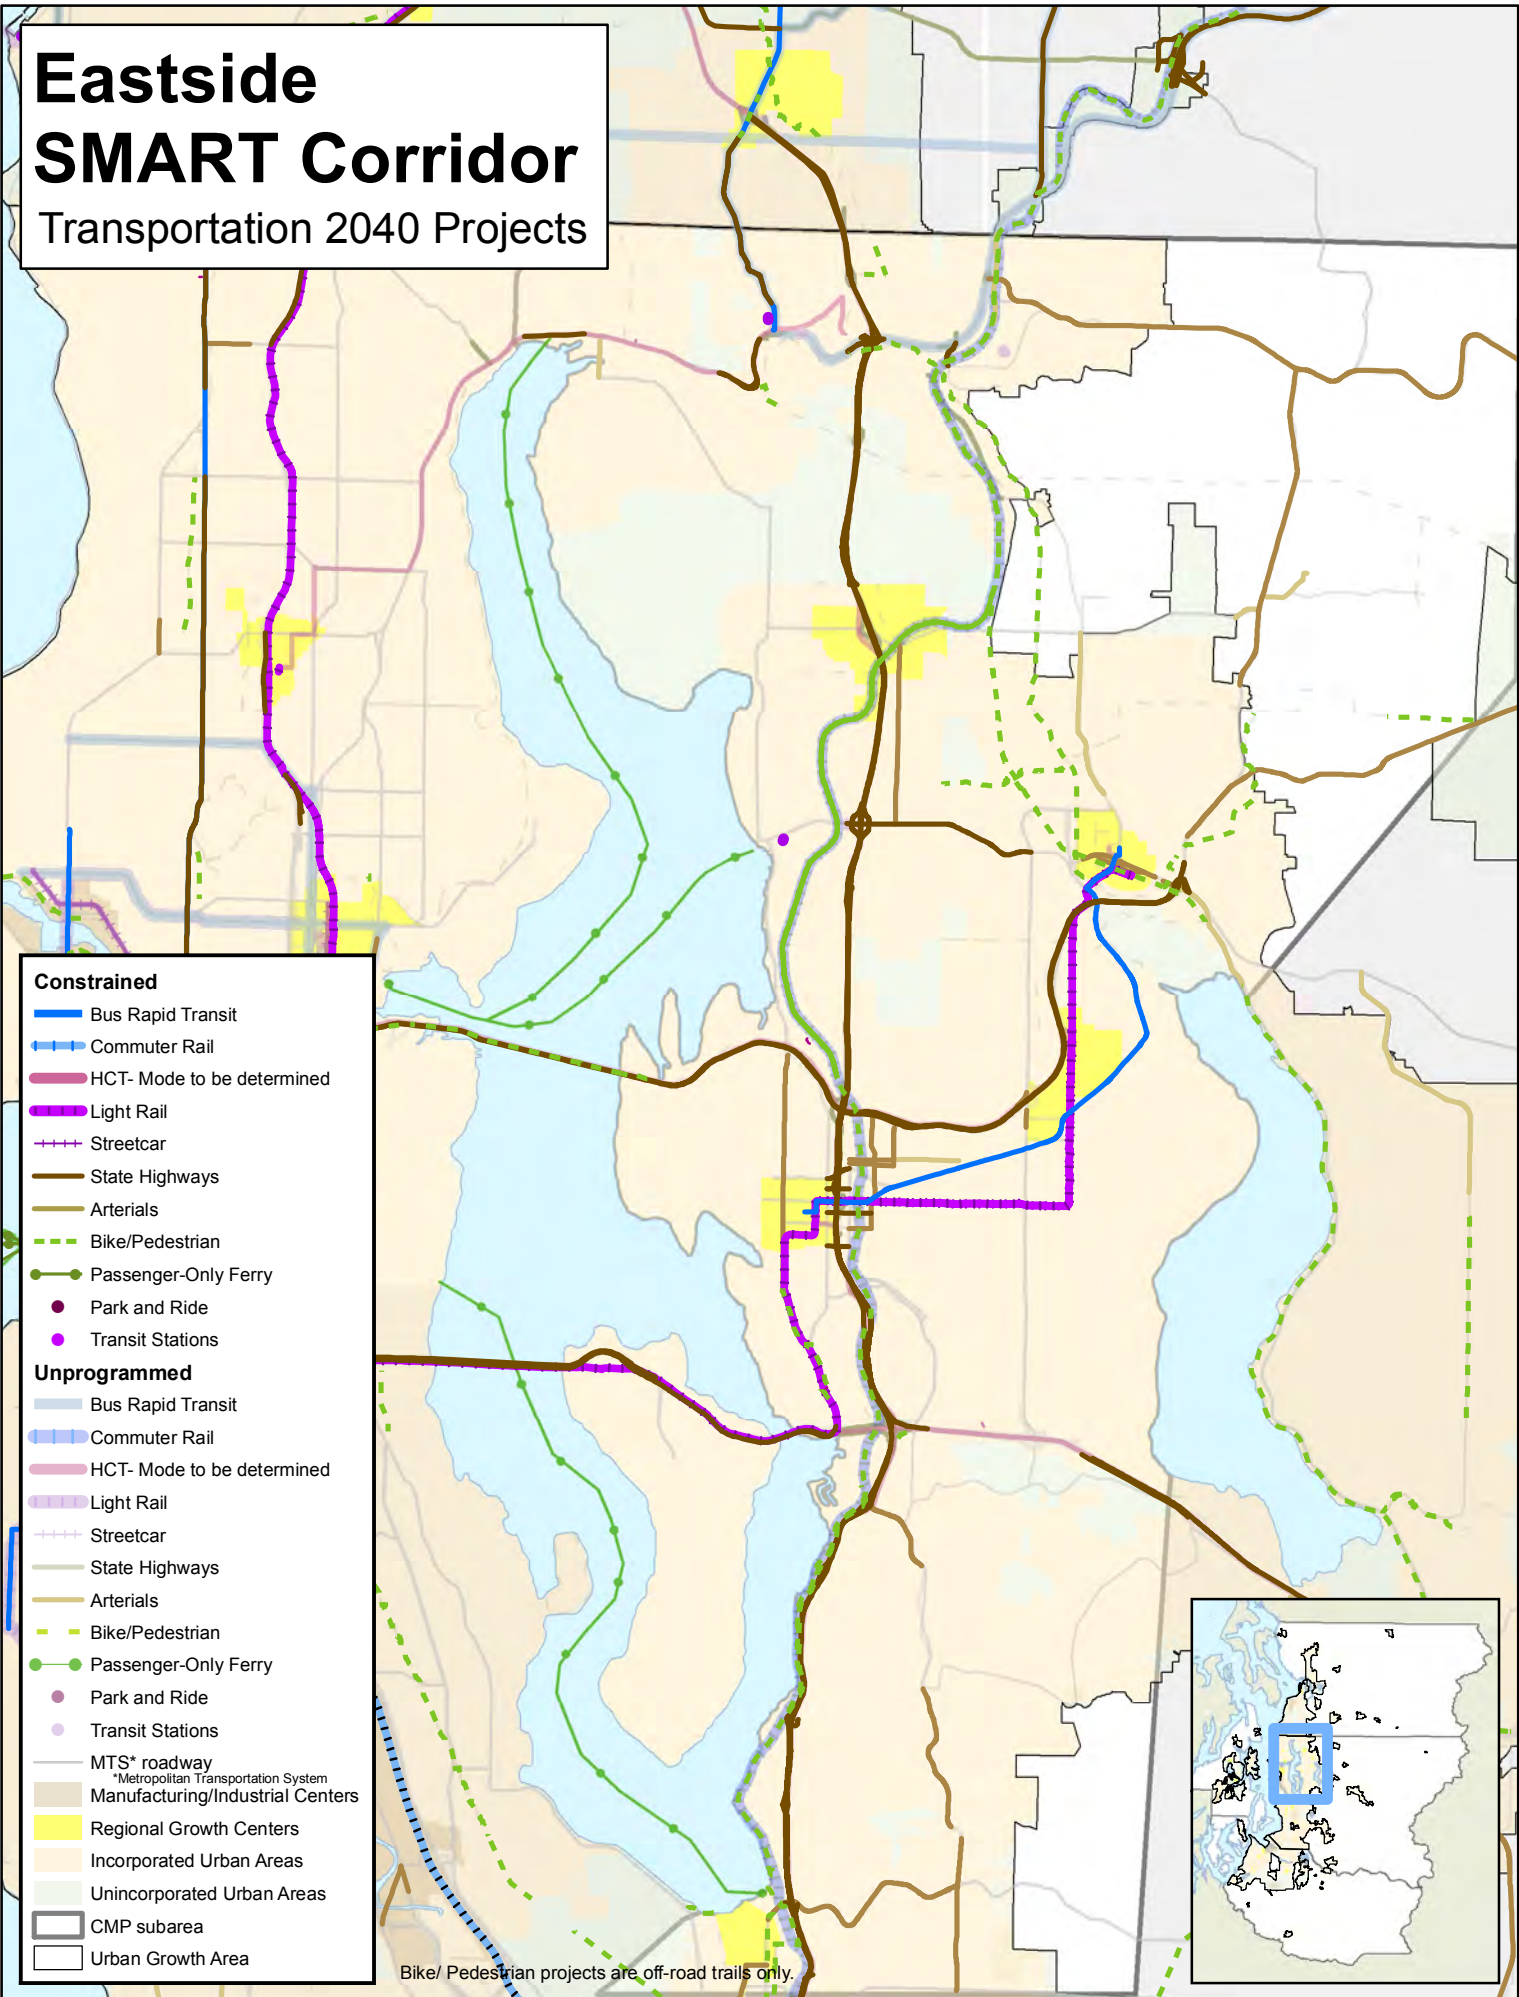 Eastside
SMART Corridor
Transportation 2040 Projects
Constrained
Bus Rapid Transit
Commuter Rail
HCT- Mode to be determined
Light Rail
Streetcar
State Highways
Arterials
Bike/Pedestrian
Passenger-Only Ferry
Park and Ride
Transit Stations
Unprogrammed
Bus Rapid Transit
Commuter Rail
HCT- Mode to be determined
Light Rail
Streetcar
State Highways
Arterials
Bike/Pedestrian
Passenger-Only Ferry
Park and Ride
Transit Stations
MTS* roadway
*Metropolitan Transportation System
Manufacturing/Industrial Centers
Regional Growth Centers
Incorporated Urban Areas
Unincorporated Urban Areas
CMP subarea
Urban Growth Area
Bike/ Pedestrian projects are off-road trails only.